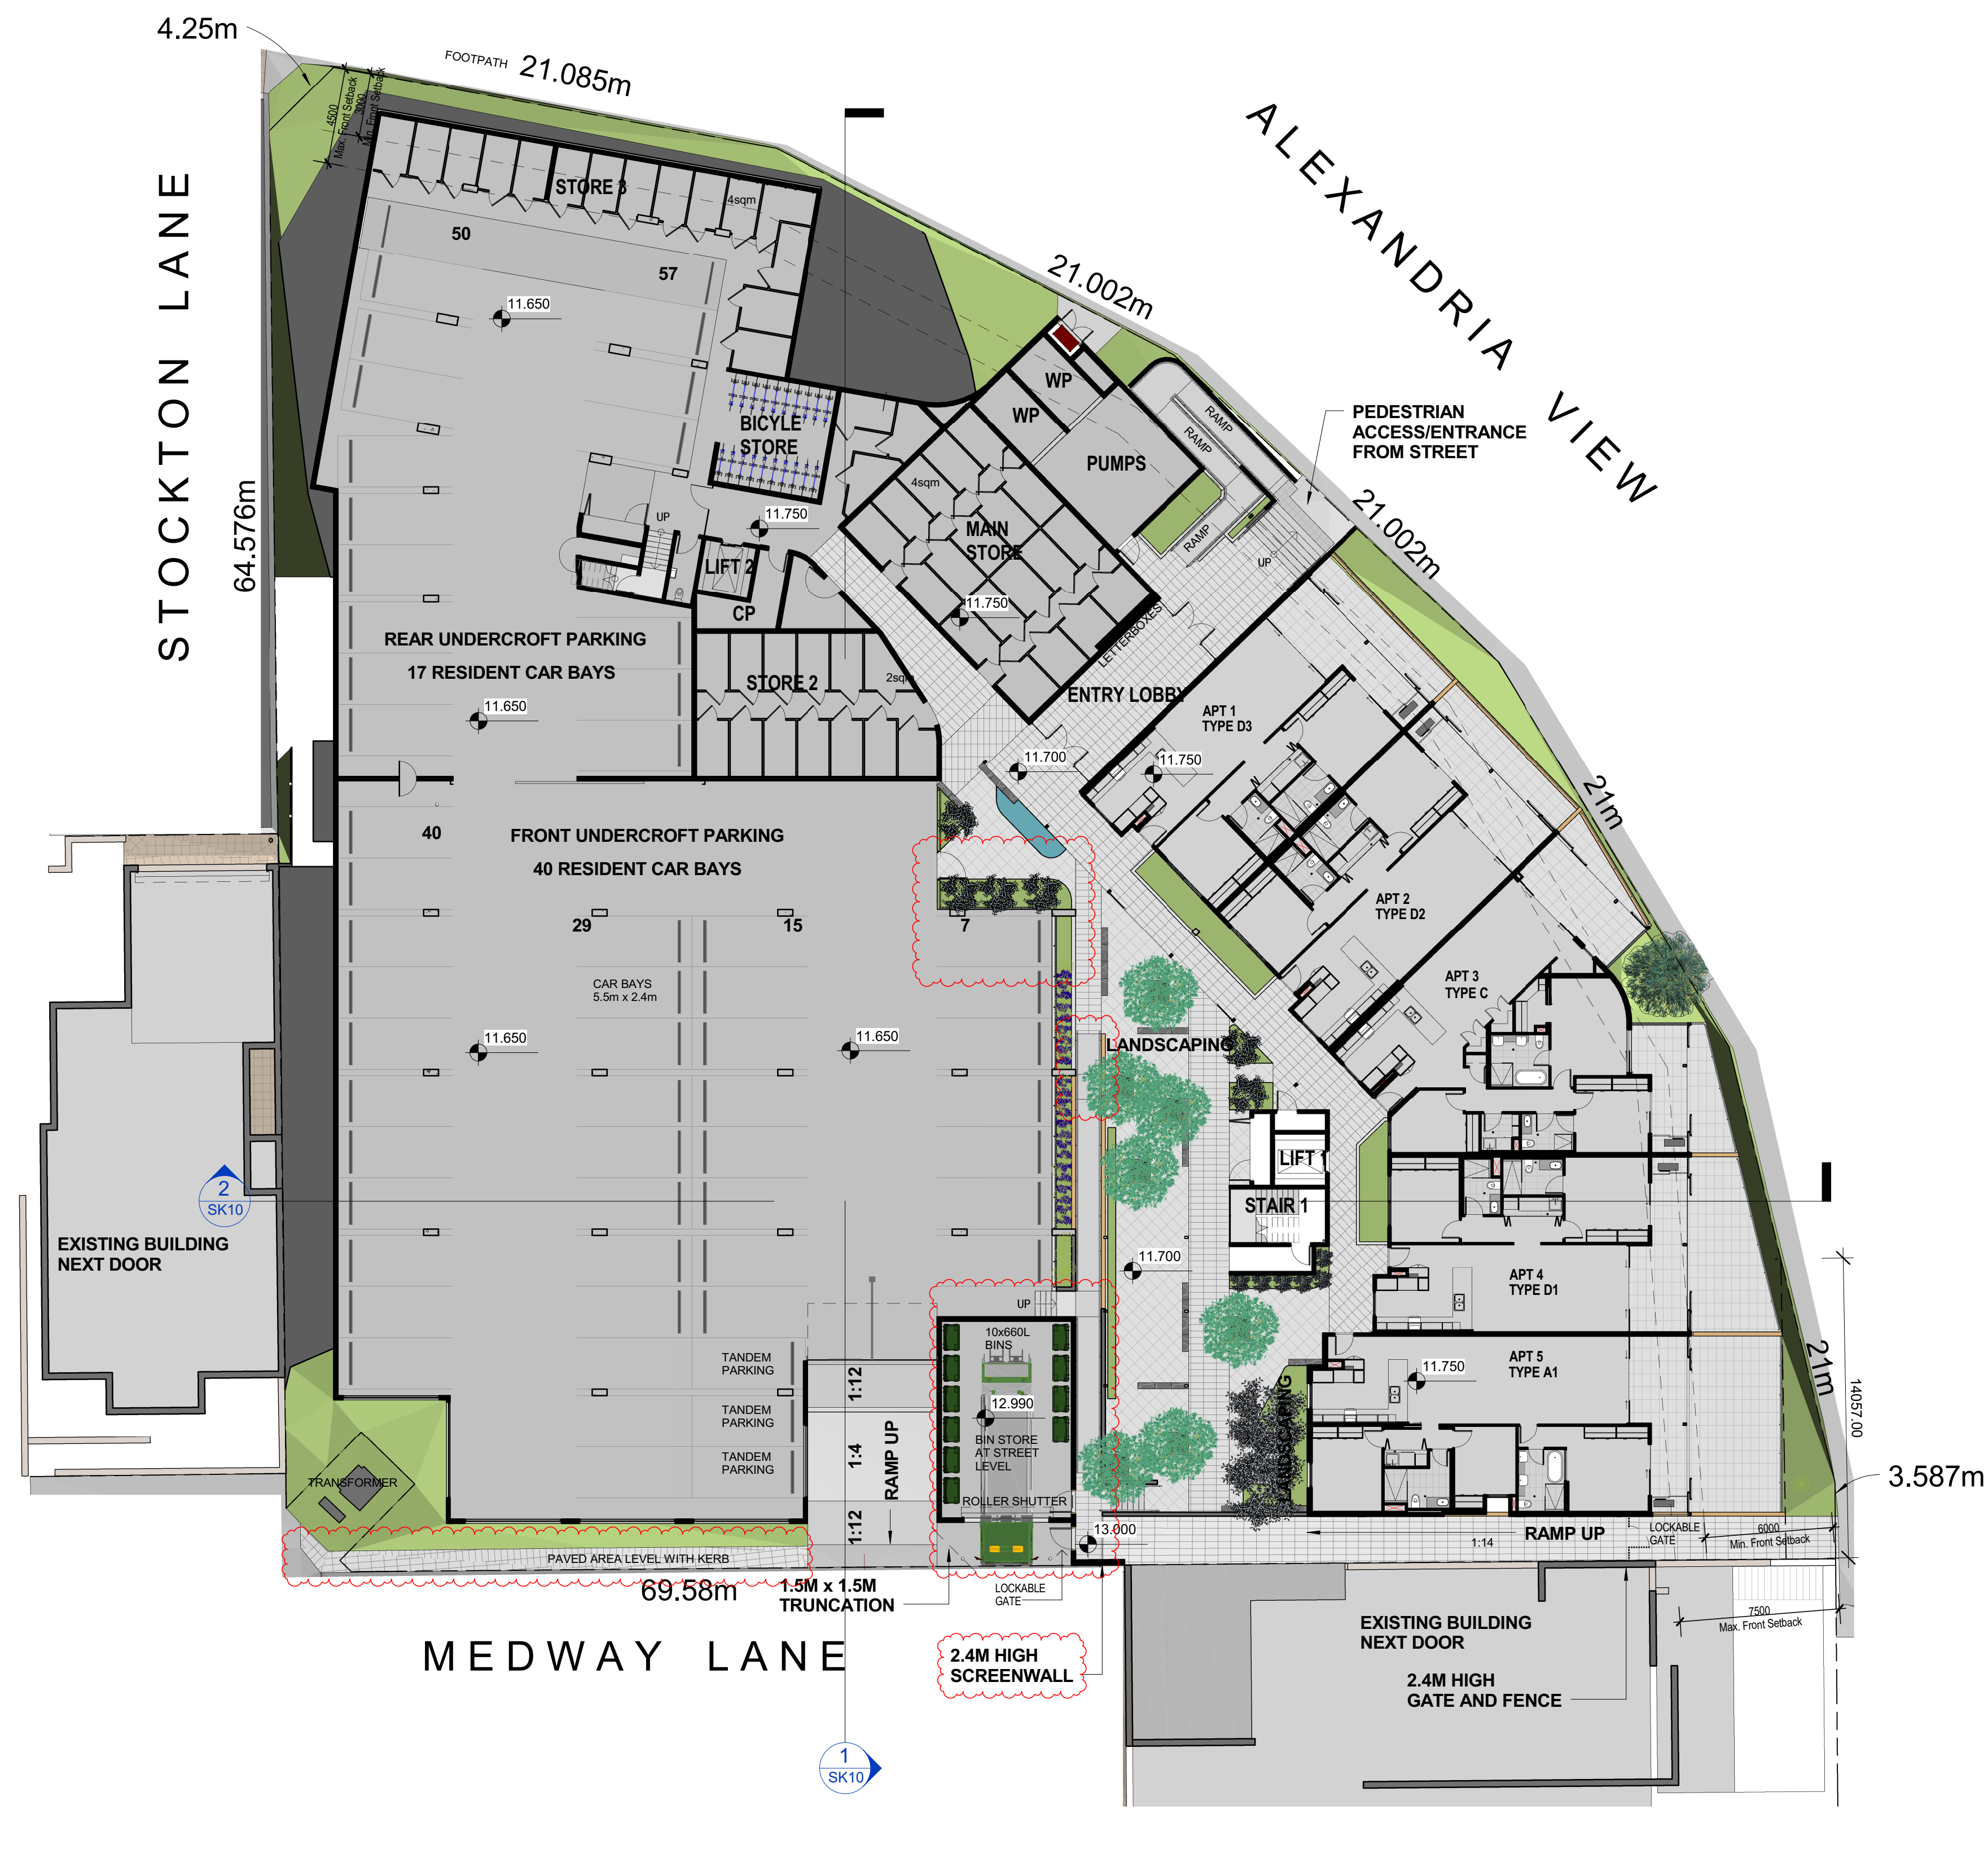 4.25m
FOOTPATH
21.085m
4500
Max. Front Setback
3000
Min. Front Setback
ALEXANDRIA VIEW
STOCKTON LANE
64.576m
STORE 3
4sqm
50
57
11.650
21.002m
WP
WP
PUMPS
RAMP
RAMP
RAMP
PEDESTRIAN
ACCESS/ENTRANCE
FROM STREET
BICYLE
STORE
4sqm
MAIN
STORE
11.750
UP
11.750
LIFT 2
CP
UP
21.002m
LETTERBOXES
ENTRY LOBBY
REAR UNDERCROFT PARKING
17 RESIDENT CAR BAYS
11.650
STORE 2
2sqm
APT 1
TYPE D3
11.700
11.750
21m
40
FRONT UNDERCROFT PARKING
40 RESIDENT CAR BAYS
29
15
7
APT 2
TYPE D2
CAR BAYS
5.5m x 2.4m
APT 3
TYPE C
11.650
11.650
LANDSCAPING
LIFT 1
STAIR 1
2
SK10
EXISTING BUILDING
NEXT DOOR
11.700
APT 4
TYPE D1
UP
10x660L
BINS
TANDEM
PARKING
TANDEM
PARKING
TANDEM
PARKING
1:12
1:4
1:12
RAMP UP
12.990
BIN STORE
AT STREET
LEVEL
ROLLER SHUTTER
LANDSCAPING
11.750
APT 5
TYPE A1
21m
14057.00
3.587m
TRANSFORMER
13.000
RAMP UP
1:14
LOCKABLE
GATE
6000
Min. Front Setback
PAVED AREA LEVEL WITH KERB
69.58m
1.5M x 1.5M
TRUNCATION
LOCKABLE
GATE
MEDWAY LANE
2.4M HIGH
SCREENWALL
EXISTING BUILDING
NEXT DOOR
7500
Max. Front Setback
2.4M HIGH
GATE AND FENCE
1
SK10